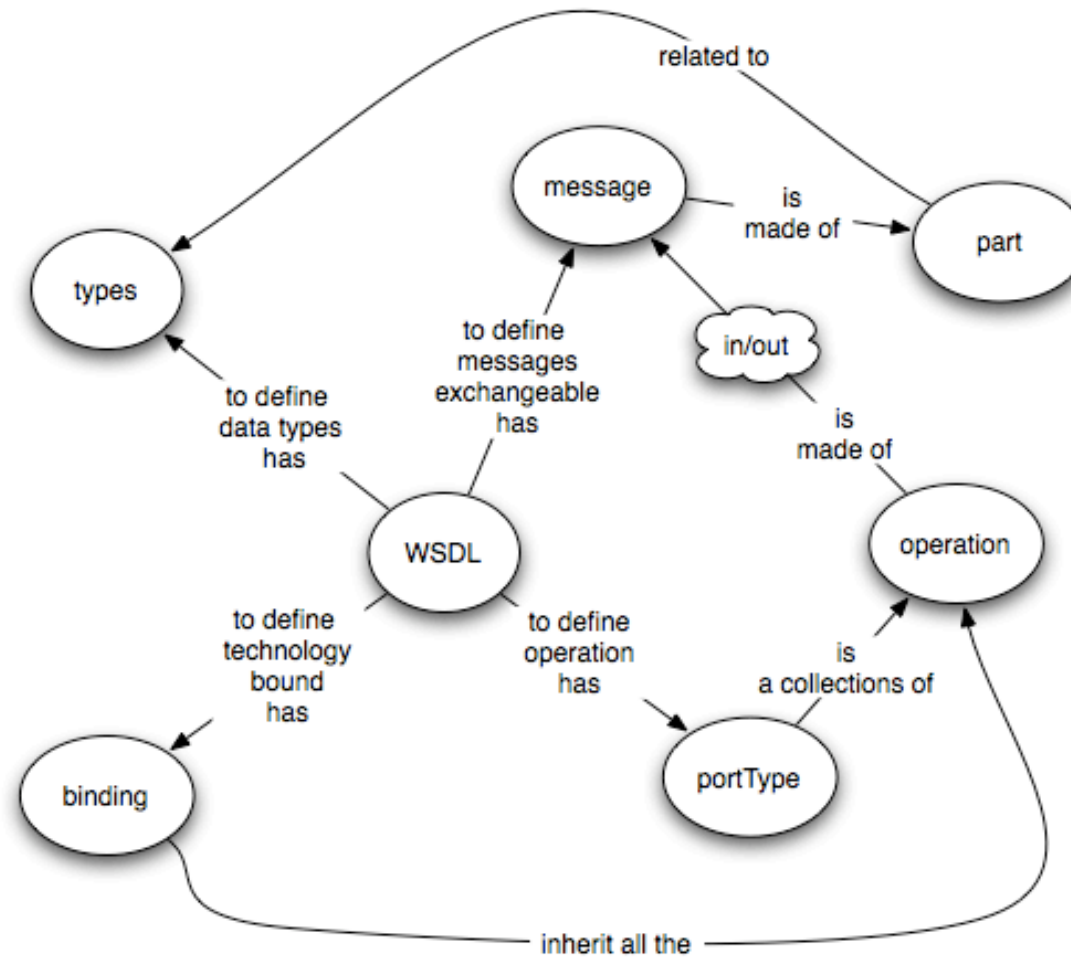 related to
message
is
made of
part
types
to define
messages
exchangeable
has
in/out
to define
data types
has
is
made of
WSDL
operation
to define
technology
bound
has
to define
operation
has
is
a collections of
binding
portType
inherit all the